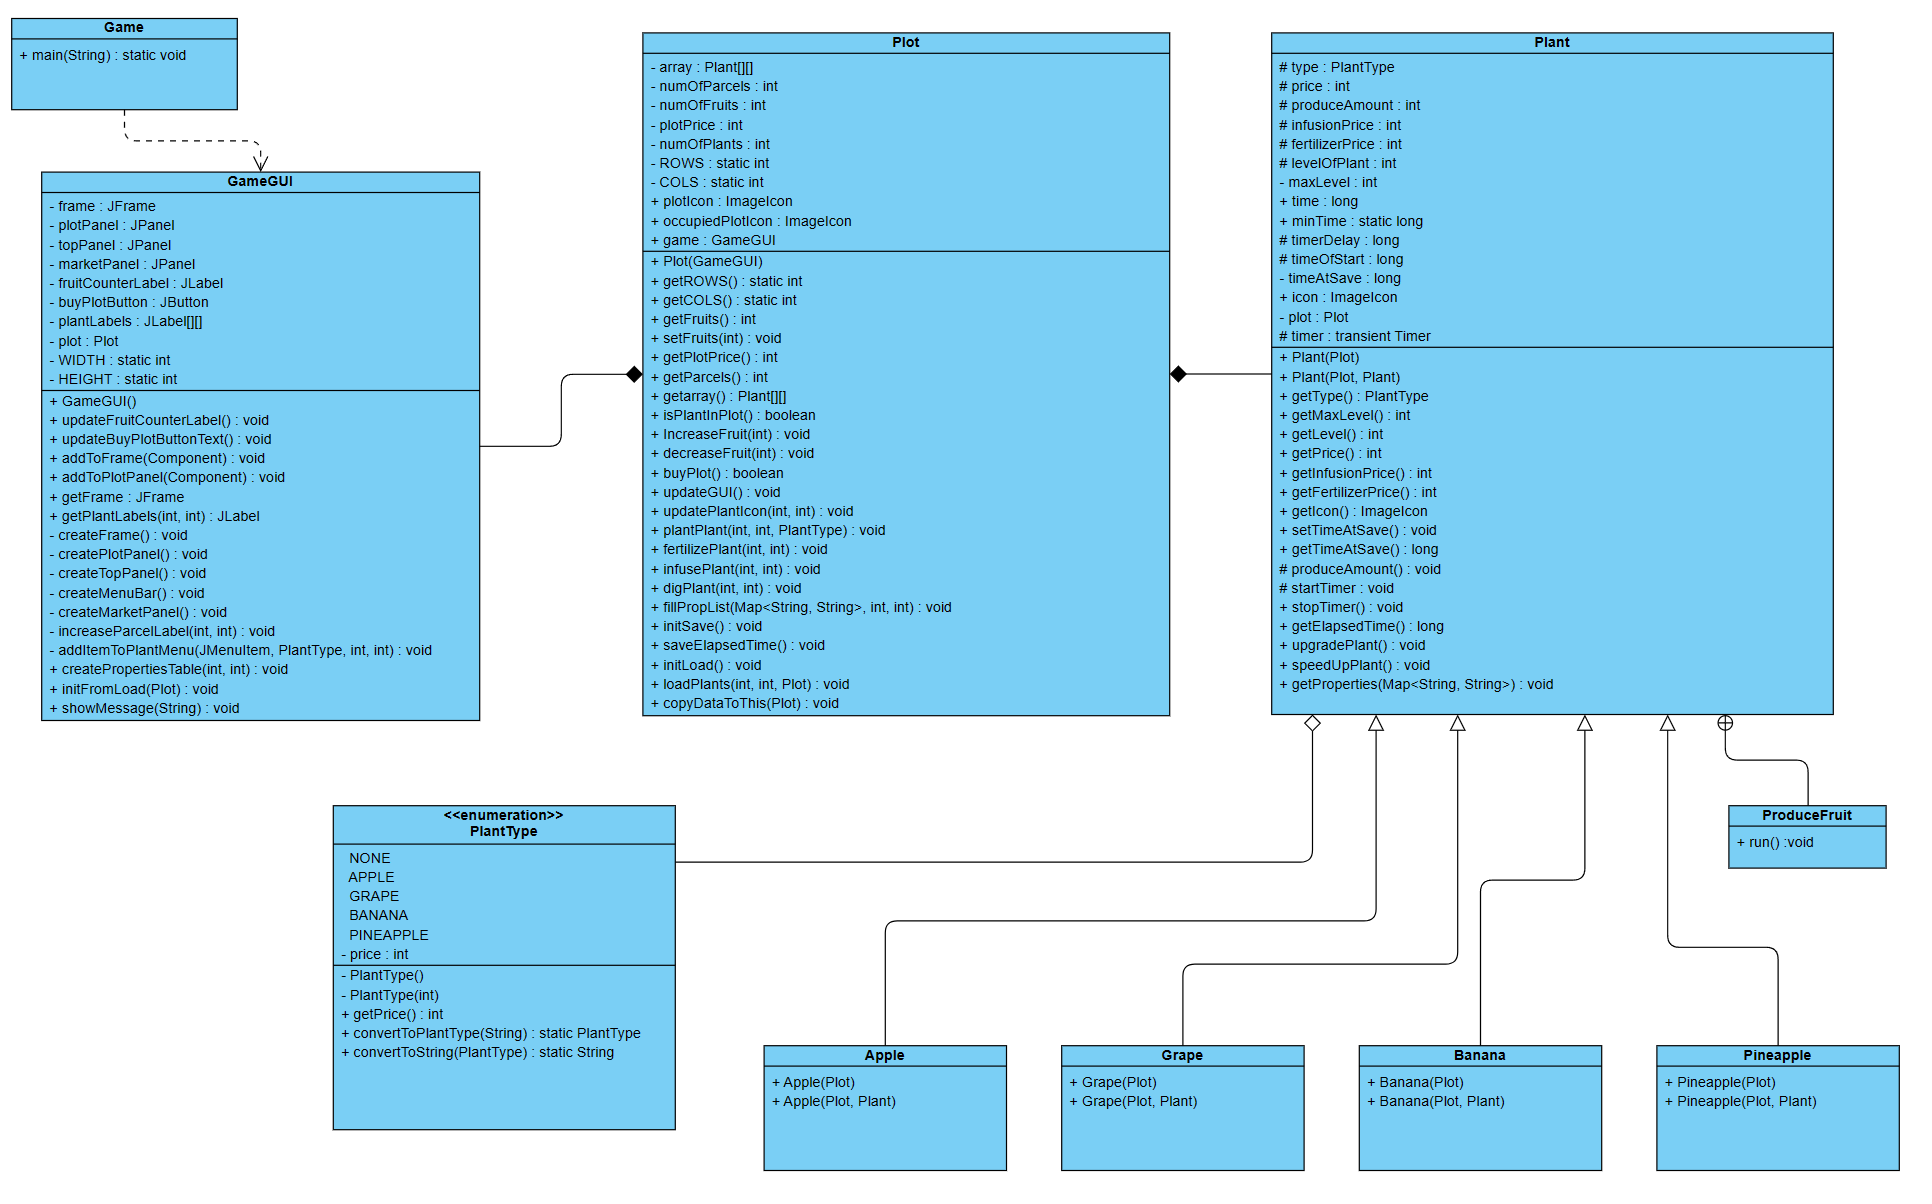 Game
+ main(String) : static void
GameGUI
- frame : JFrame
- plotPanel : JPanel
- topPanel : JPanel
- marketPanel : JPanel
- fruitCounterLabel : JLabel
- buyPlotButton : JButton
- plantLabels : JLabel[][]
- plot : Plot
- WIDTH : static int
- HEIGHT : static int
+ GameGUI()
+ updateFruitCounterLabel() : void
+ updateBuyPlotButtonText() : void
+ addToFrame(Component) : void
+ addToPlotPanel(Component) : void
+ getFrame : JFrame
+ getPlantLabels(int, int) : JLabel
- createFrame() : void
- createPlotPanel() : void
- createTopPanel() : void
- createMenuBar() : void
- createMarketPanel() : void
- increaseParcelLabel(int, int) : void
- addItemToPlantMenu(JMenuItem, PlantType, int, int) : void
+ createPropertiesTable(int, int) : void
+ initFromLoad(Plot) : void
+ showMessage(String) : void
Plot
- array : Plant[][]
- numOfParcels : int
- numOfFruits : int
- plotPrice : int
- numOfPlants : int
- ROWS : static int
- COLS : static int
+ plotIcon : ImageIcon
+ occupiedPlotIcon : ImageIcon
+ game : GameGUI
+ Plot(GameGUI)
+ getROWS() : static int
+ getCOLS() : static int
+ getFruits() : int
+ setFruits(int) : void
+ getPlotPrice() : int
+ getParcels() : int
+ getarray() : Plant[][]
+ isPlantInPlot() : boolean
+ IncreaseFruit(int) : void
+ decreaseFruit(int) : void
+ buyPlot() : boolean
+ updateGUI() : void
+ updatePlantIcon(int, int) : void
+ plantPlant(int, int, PlantType) : void
+ fertilizePlant(int, int) : void
+ infusePlant(int, int) : void
+ digPlant(int, int) : void
+ fillPropList(Map<String, String>, int, int) : void
+ initSave() : void
+ saveElapsedTime() : void
+ initLoad() : void
+ loadPlants(int, int, Plot) : void
+ copyDataToThis(Plot) : void
Plant
# type : PlantType
# price : int
# produceAmount : int
# infusionPrice : int
# fertilizerPrice : int
# levelOfPlant : int
- maxLevel : int
+ time : long
+ minTime : static long
# timerDelay : long
# timeOfStart : long
- timeAtSave : long
+ icon : ImageIcon
- plot : Plot
# timer : transient Timer
+ Plant(Plot)
+ Plant(Plot, Plant)
+ getType() : PlantType
+ getMaxLevel() : int
+ getLevel() : int
+ getPrice() : int
+ getInfusionPrice() : int
+ getFertilizerPrice() : int
+ getIcon() : ImageIcon
+ setTimeAtSave() : void
+ getTimeAtSave() : long
# produceAmount() : void
# startTimer : void
+ stopTimer() : void
+ getElapsedTime() : long
+ upgradePlant() : void
+ speedUpPlant() : void
+ getProperties(Map<String, String>) : void
<<enumeration>>
PlantType
NONE
APPLE
GRAPE
BANANA
PINEAPPLE
- price : int
- PlantType()
- PlantType(int)
+ getPrice() : int
+ convertToPlantType(String) : static PlantType
+ convertToString(PlantType) : static String
ProduceFruit
+ run() :void
Apple
+ Apple(Plot)
+ Apple(Plot, Plant)
Grape
+ Grape(Plot)
+ Grape(Plot, Plant)
Banana
+ Banana(Plot)
+ Banana(Plot, Plant)
Pineapple
+ Pineapple(Plot)
+ Pineapple(Plot, Plant)